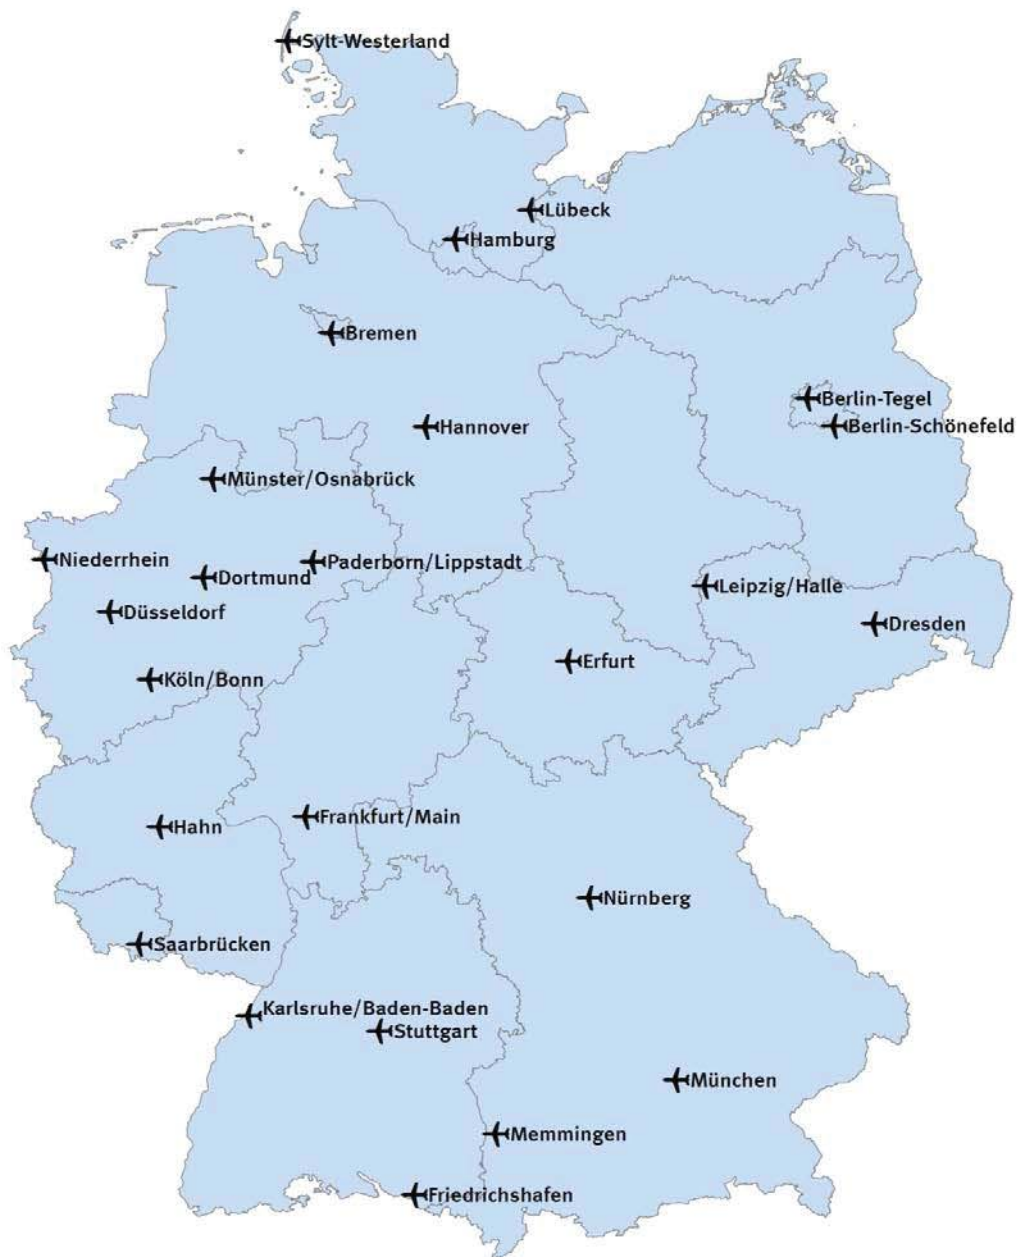 Sylt-Westerland
Lübeck
Hamburg
Bremen
Berlin-Tegel
Berlin-Schönefeld
Hannover
Münster/Osnabrück
Niederrhein
Paderborn/Lippstadt
Dortmund
Leipzig/Halle
Düsseldorf
Dresden
Erfurt
Köln/Bonn
Frankfurt/Main
Hahn
Nürnberg
Saarbrücken
Karlsruhe/Baden-Baden
Stuttgart
München
Memmingen
Friedrichshafen